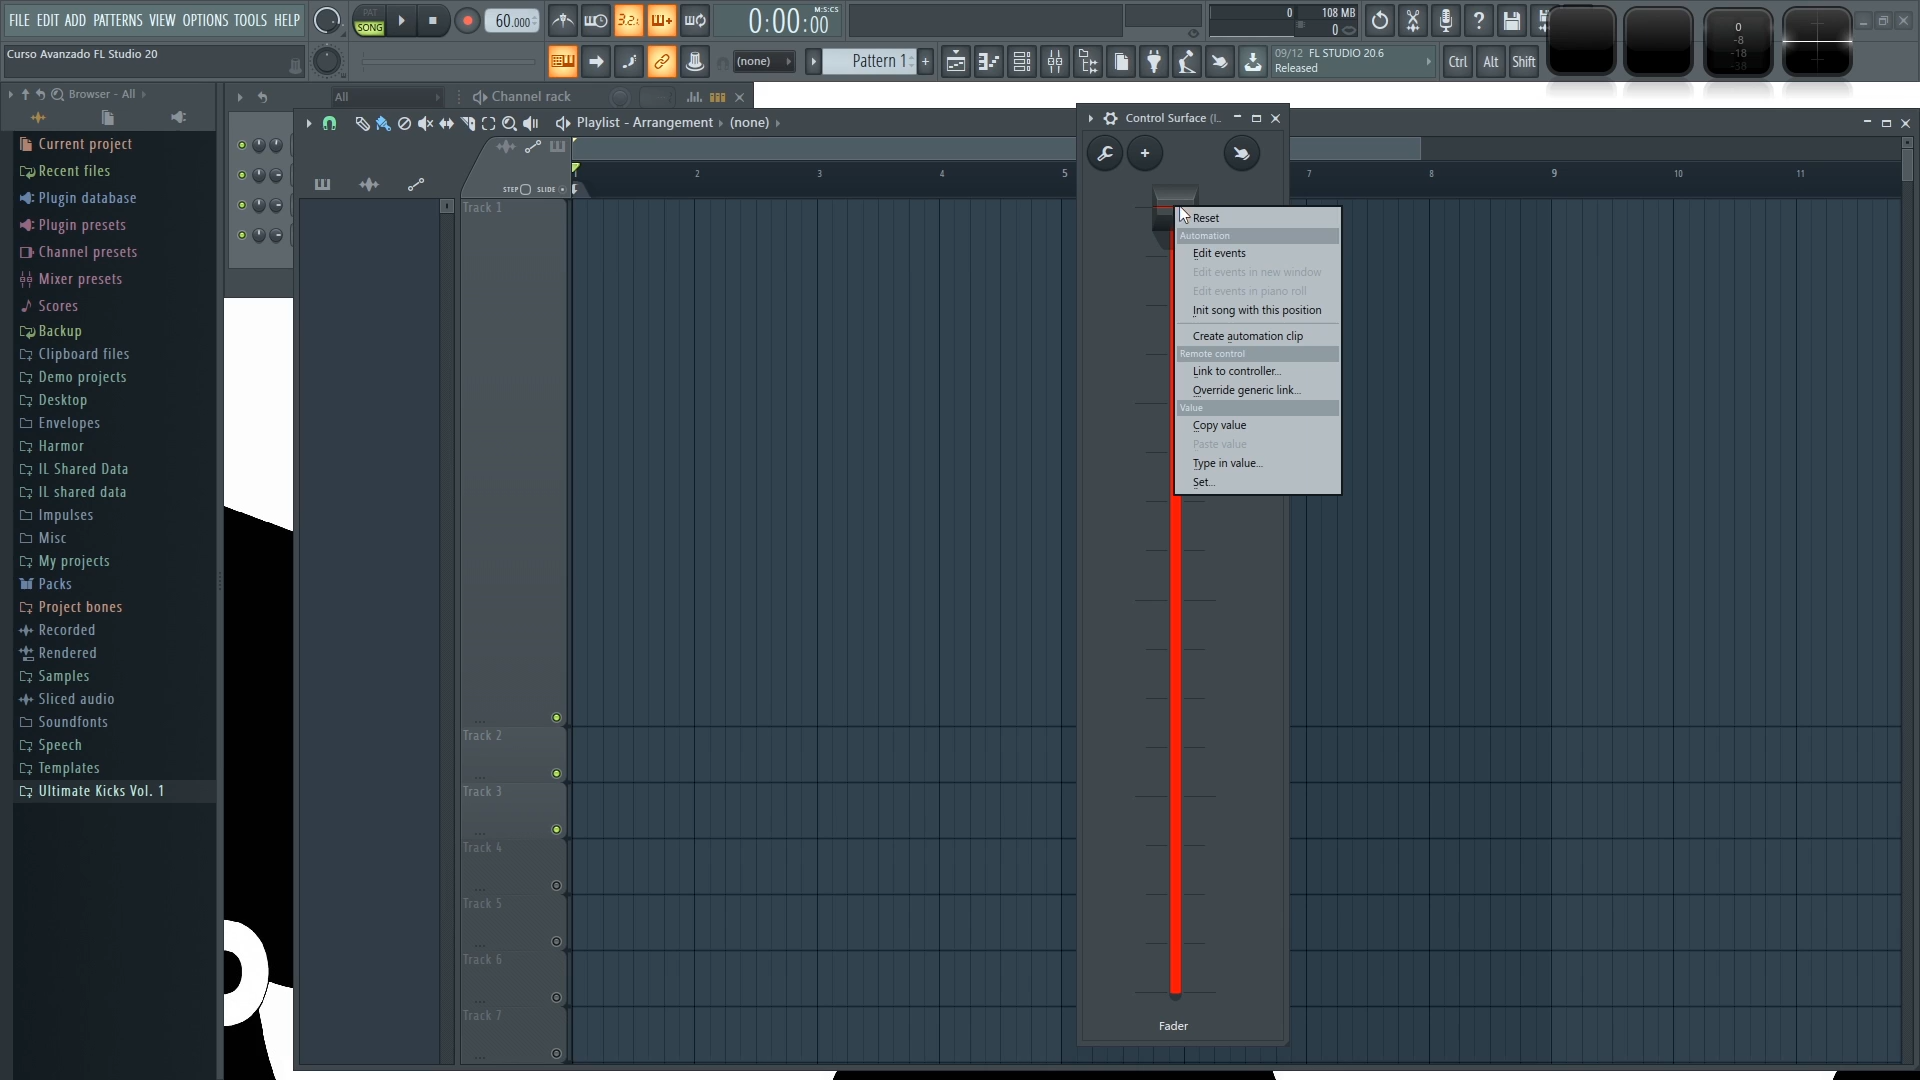 FILE EDIT ADD PATTERNS VIEW OPTIONS TOOLS HELP
PAT
SONG
60.000
3.2.
M:S:CS
0:00:00
0
108 MB
0
0
-8
-18
Curso Avanzado FL Studio 20
(none)
Pattern 1
+
09/12 FL STUDIO 20.6
Released
Ctrl
Alt
Shift
Browser - All
All
Channel rack
Playlist - Arrangement
(none)
Control Surface (I..
STEP
SLIDE
1
2
3
4
5
7
8
9
10
11
Current project
Recent files
Plugin database
Plugin presets
Channel presets
Mixer presets
Scores
Backup
Clipboard files
Demo projects
Desktop
Envelopes
Harmor
IL Shared Data
IL shared data
Impulses
Misc
My projects
Packs
Project bones
Recorded
Rendered
Samples
Sliced audio
Soundfonts
Speech
Templates
Ultimate Kicks Vol. 1
Track 1
...
Track 2
...
Track 3
...
Track 4
...
Track 5
...
Track 6
...
Track 7
...
Reset
Automation
Edit events
Edit events in new window
Edit events in piano roll
Init song with this position
Create automation clip
Remote control
Link to controller...
Override generic link...
Value
Copy value
Paste value
Type in value...
Set...
Fader